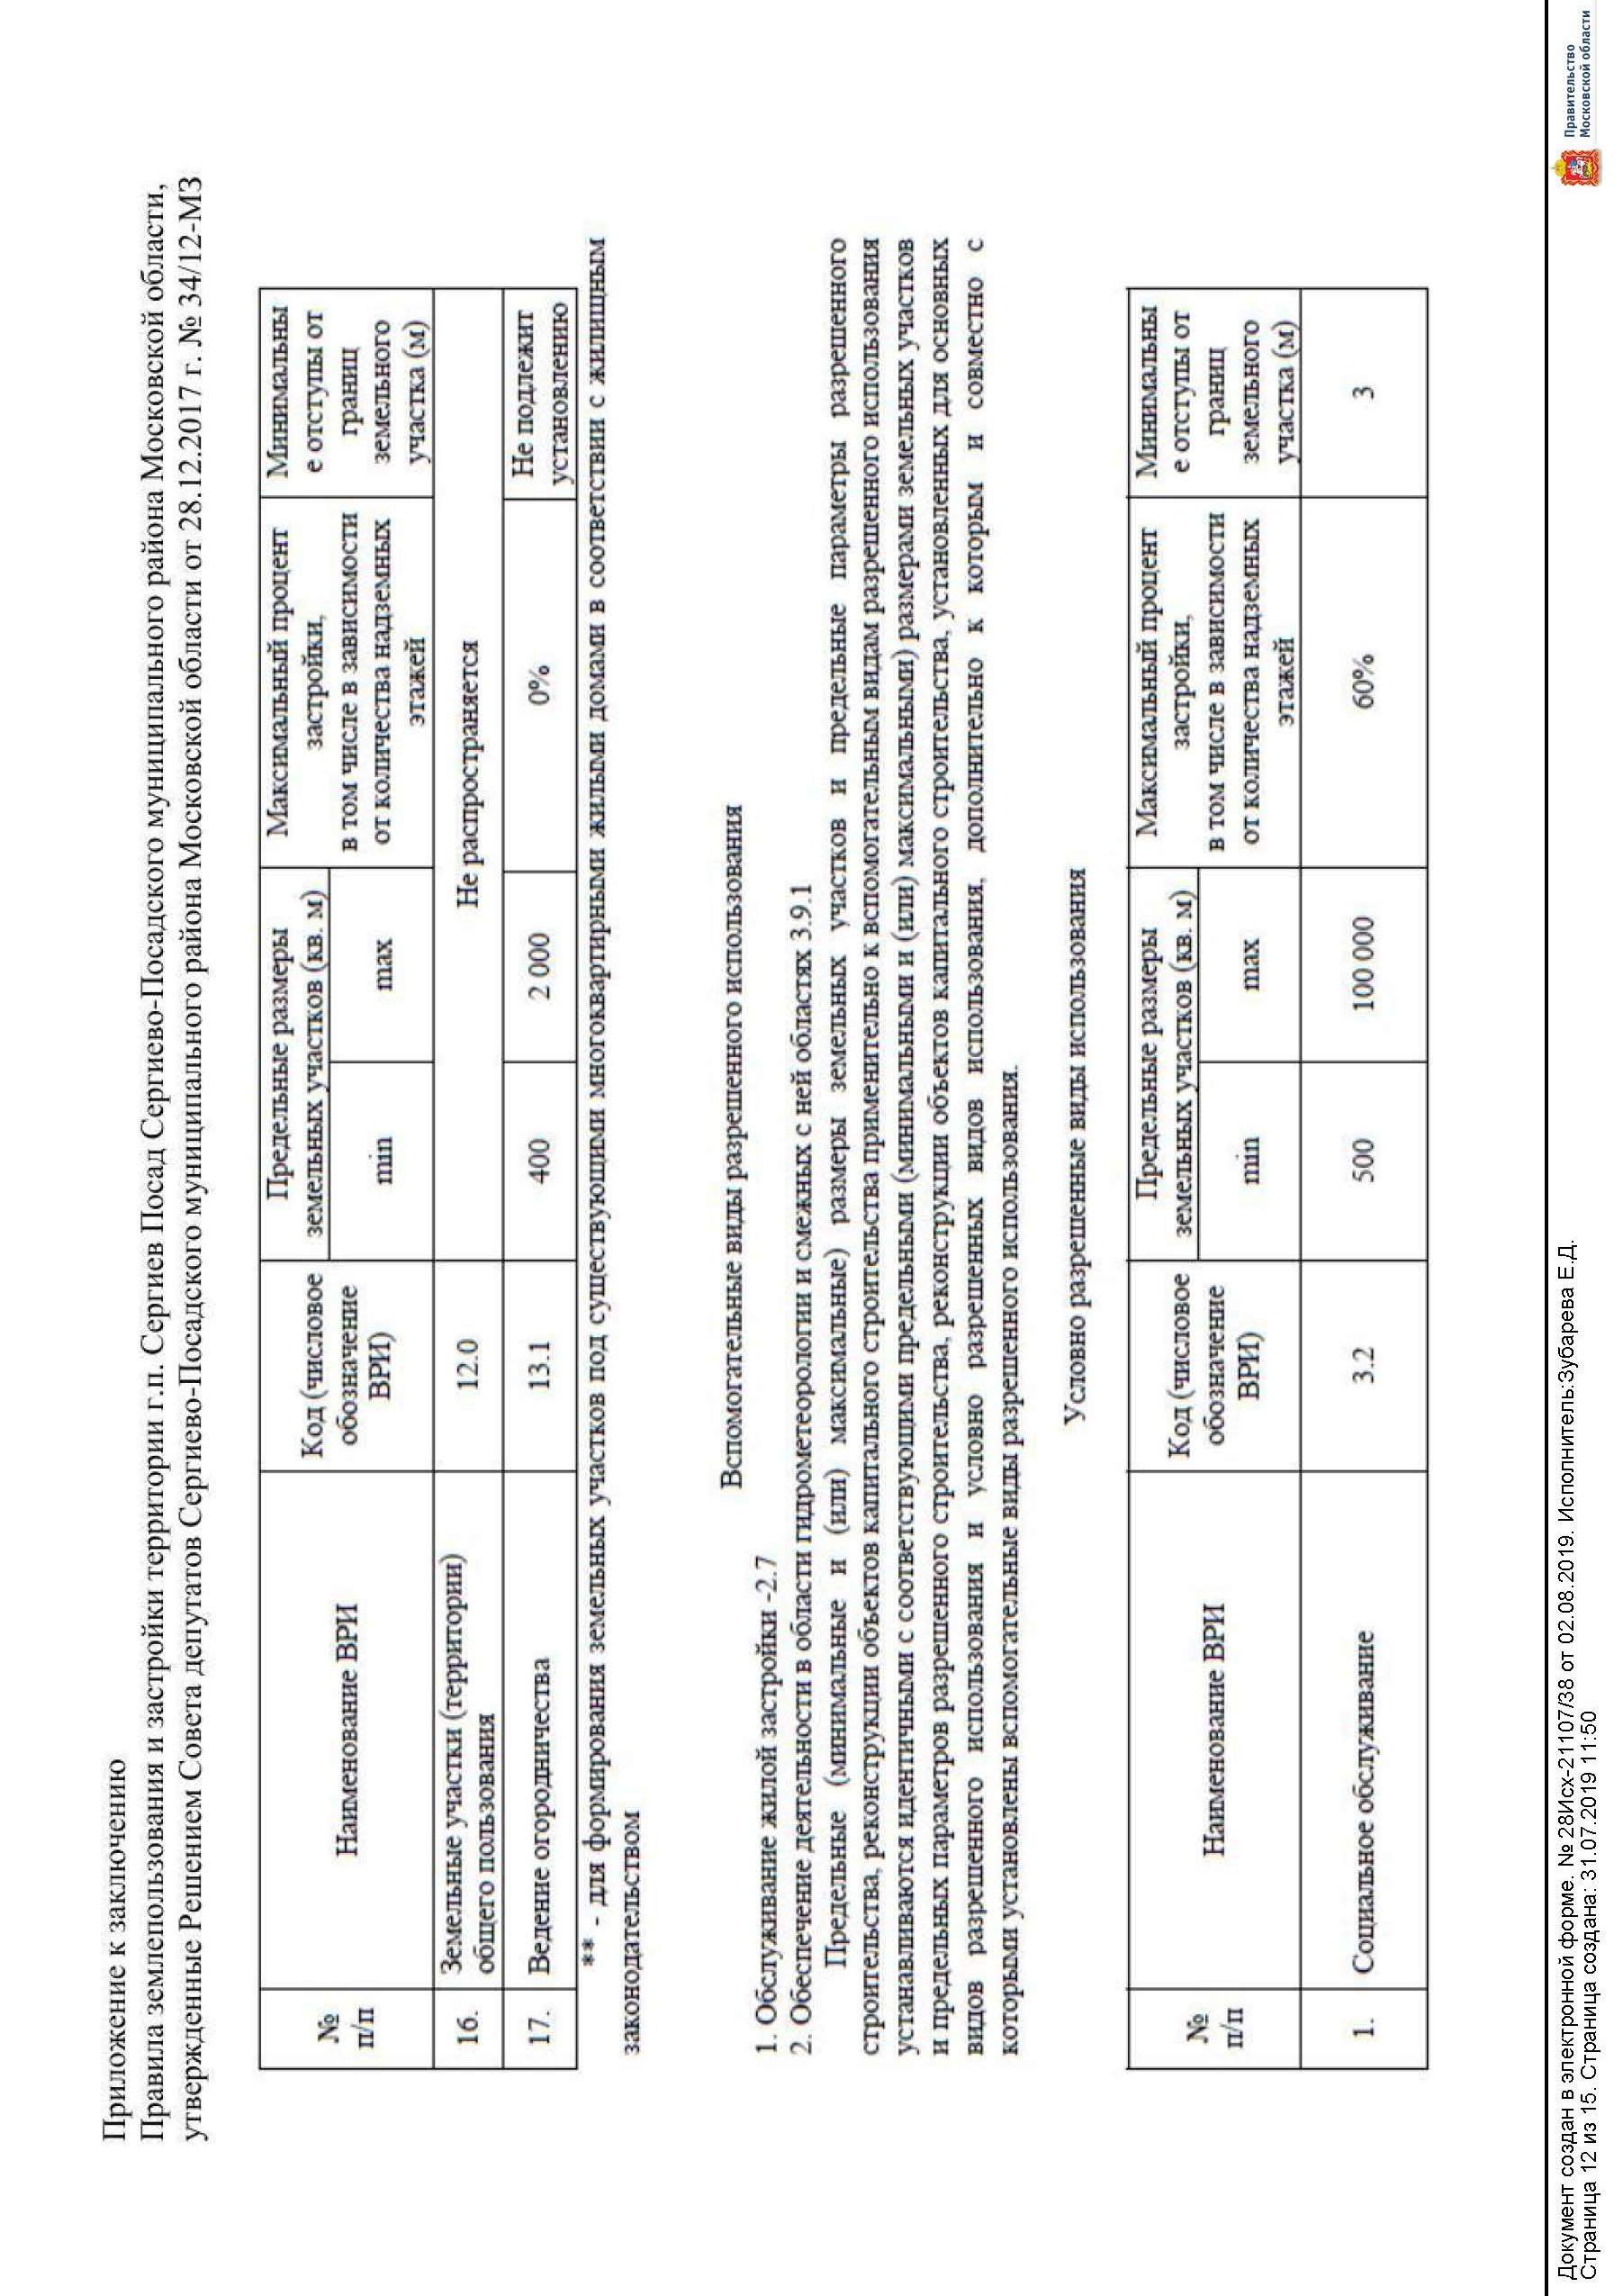 Приложение к заключению
Правила землепользования и застройки территории г.п. Сергиев Посад Сергиево-Посадского муниципального района Московской области,
утвержденные Решением Совета депутатов Сергиево-Посадского муниципального района Московской области от 28.12.2017 г. № 34/12-МЗ
№
п/п
Наименование ВРИ
Код (числовое
обозначение
ВРИ)
Предельные размеры
земельных участков (кв. м)
min
max
Максимальный процент
застройки,
в том числе в зависимости
от количества надземных
этажей
Минимальны
е отступы от
границ
земельного
участка (м)
16.
Земельные участки (территории)
общего пользования
12.0
Не распространяется
17.
Ведение огородничества
13.1
400
2 000
0%
Не подлежит
установлению
** - для формирования земельных участков под существующими многоквартирными жилыми домами в соответствии с жилищным
законодательством
Вспомогательные виды разрешенного использования
1. Обслуживание жилой застройки -2.7
2. Обеспечение деятельности в области гидрометеорологии и смежных с ней областях 3.9.1
Предельные (минимальные и (или) максимальные) размеры земельных участков и предельные параметры разрешенного
строительства, реконструкции объектов капитального строительства применительно к вспомогательным видам разрешенного использования
устанавливаются идентичными с соответствующими предельными (минимальными и (или) максимальными) размерами земельных участков
и предельных параметров разрешенного строительства, реконструкции объектов капитального строительства, установленных для основных
видов разрешенного использования и условно разрешенных видов использования, дополнительно к которым и совместно с
которыми установлены вспомогательные виды разрешенного использования.
Условно разрешенные виды использования
№
п/п
Наименование ВРИ
Код (числовое
обозначение
ВРИ)
Предельные размеры
земельных участков (кв. м)
min
max
Максимальный процент
застройки,
в том числе в зависимости
от количества надземных
этажей
Минимальны
е отступы от
границ
земельного
участка (м)
1.
Социальное обслуживание
3.2
500
100 000
60%
3
Документ создан в электронной форме. № 28Исх-21107/38 от 02.08.2019. Исполнитель:Зубарева Е.Д.
Страница 12 из 15. Страница создана: 31.07.2019 11:50
Правительство
Московской области